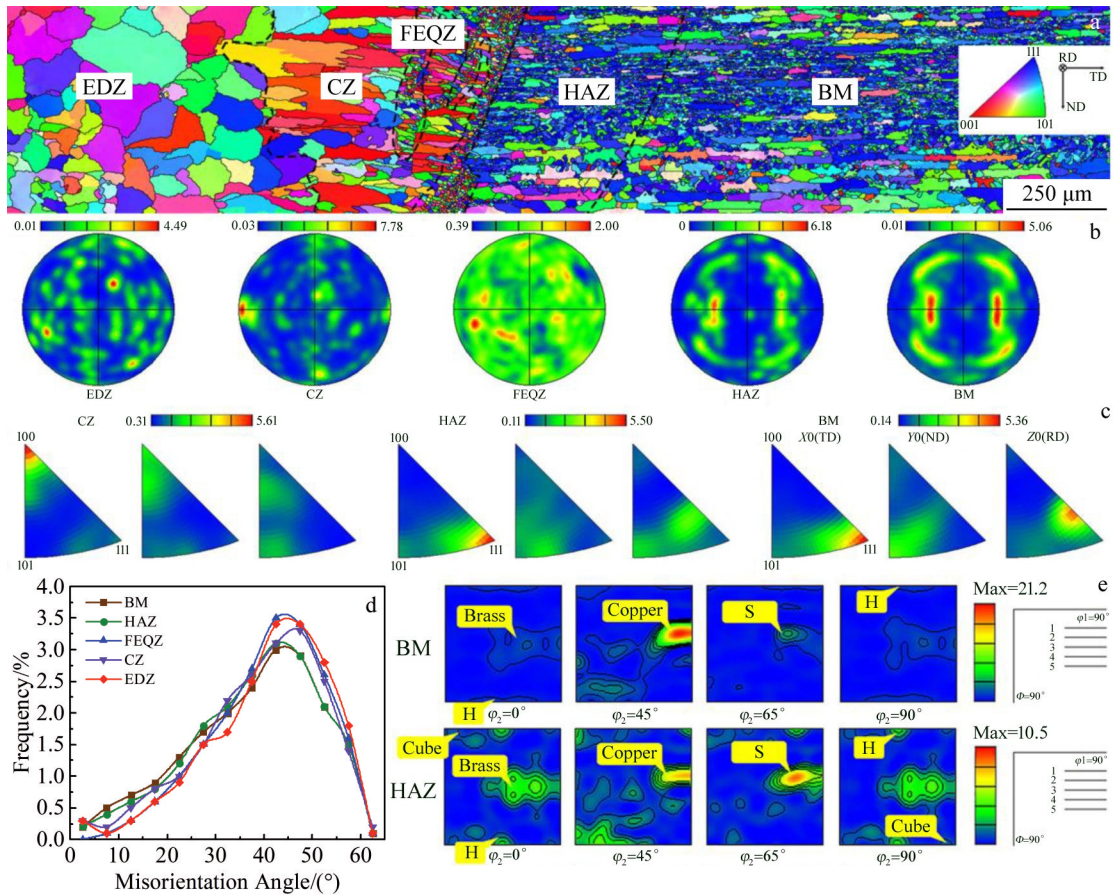 a
EDZ
CZ
FEQZ
HAZ
BM
111
001
101
RD
TD
ND
250 μm
b
0.01 4.49
0.03 7.78
0.39 2.00
0 6.18
0.01 5.06
EDZ
CZ
FEQZ
HAZ
BM
c
CZ 0.31 5.61
HAZ 0.11 5.50
BM 0.14 5.36
100
111
101
100
111
101
X0(TD)
Y0(ND)
Z0(RD)
100
111
101
d
4.0
3.5
3.0
2.5
2.0
1.5
1.0
0.5
0.0
Frequency/%
BM
HAZ
FEQZ
CZ
EDZ
0 10 20 30 40 50 60
Misorientation Angle/(°)
e
BM
Brass
Copper
S
H
H
φ₂=0°
φ₂=45°
φ₂=65°
φ₂=90°
Max=21.2
φ1=90°
1
2
3
4
5
Φ=90°
HAZ
Cube
Brass
Copper
S
H
H
Cube
φ₂=0°
φ₂=45°
φ₂=65°
φ₂=90°
Max=10.5
φ1=90°
1
2
3
4
5
Φ=90°